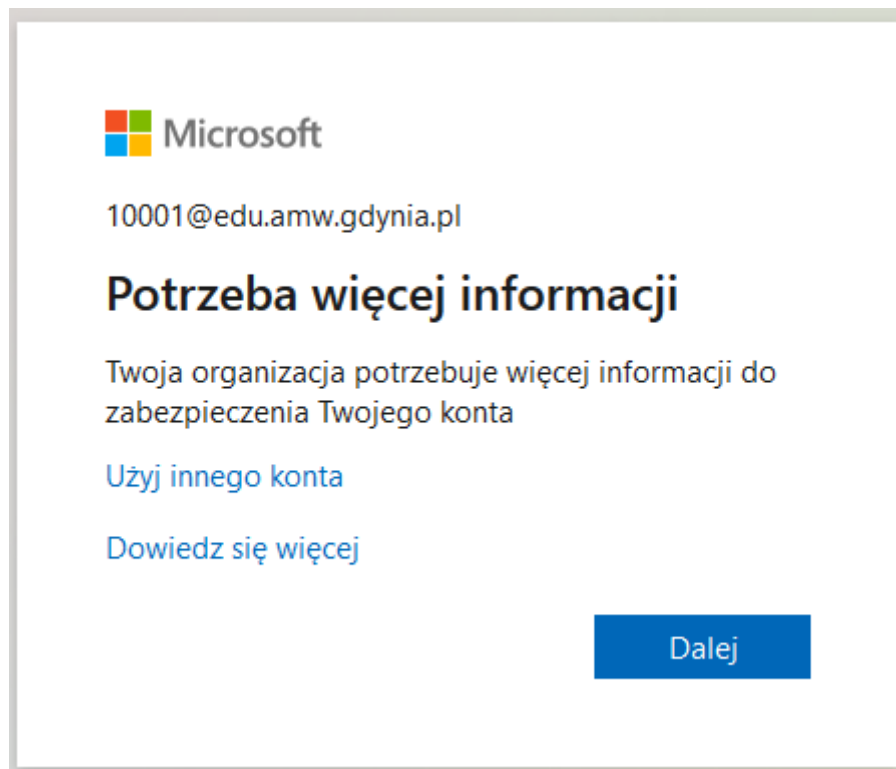 Microsoft
10001@edu.amw.gdynia.pl
Potrzeba więcej informacji
Twoja organizacja potrzebuje więcej informacji do
zabezpieczenia Twojego konta
Użyj innego konta
Dowiedz się więcej
Dalej